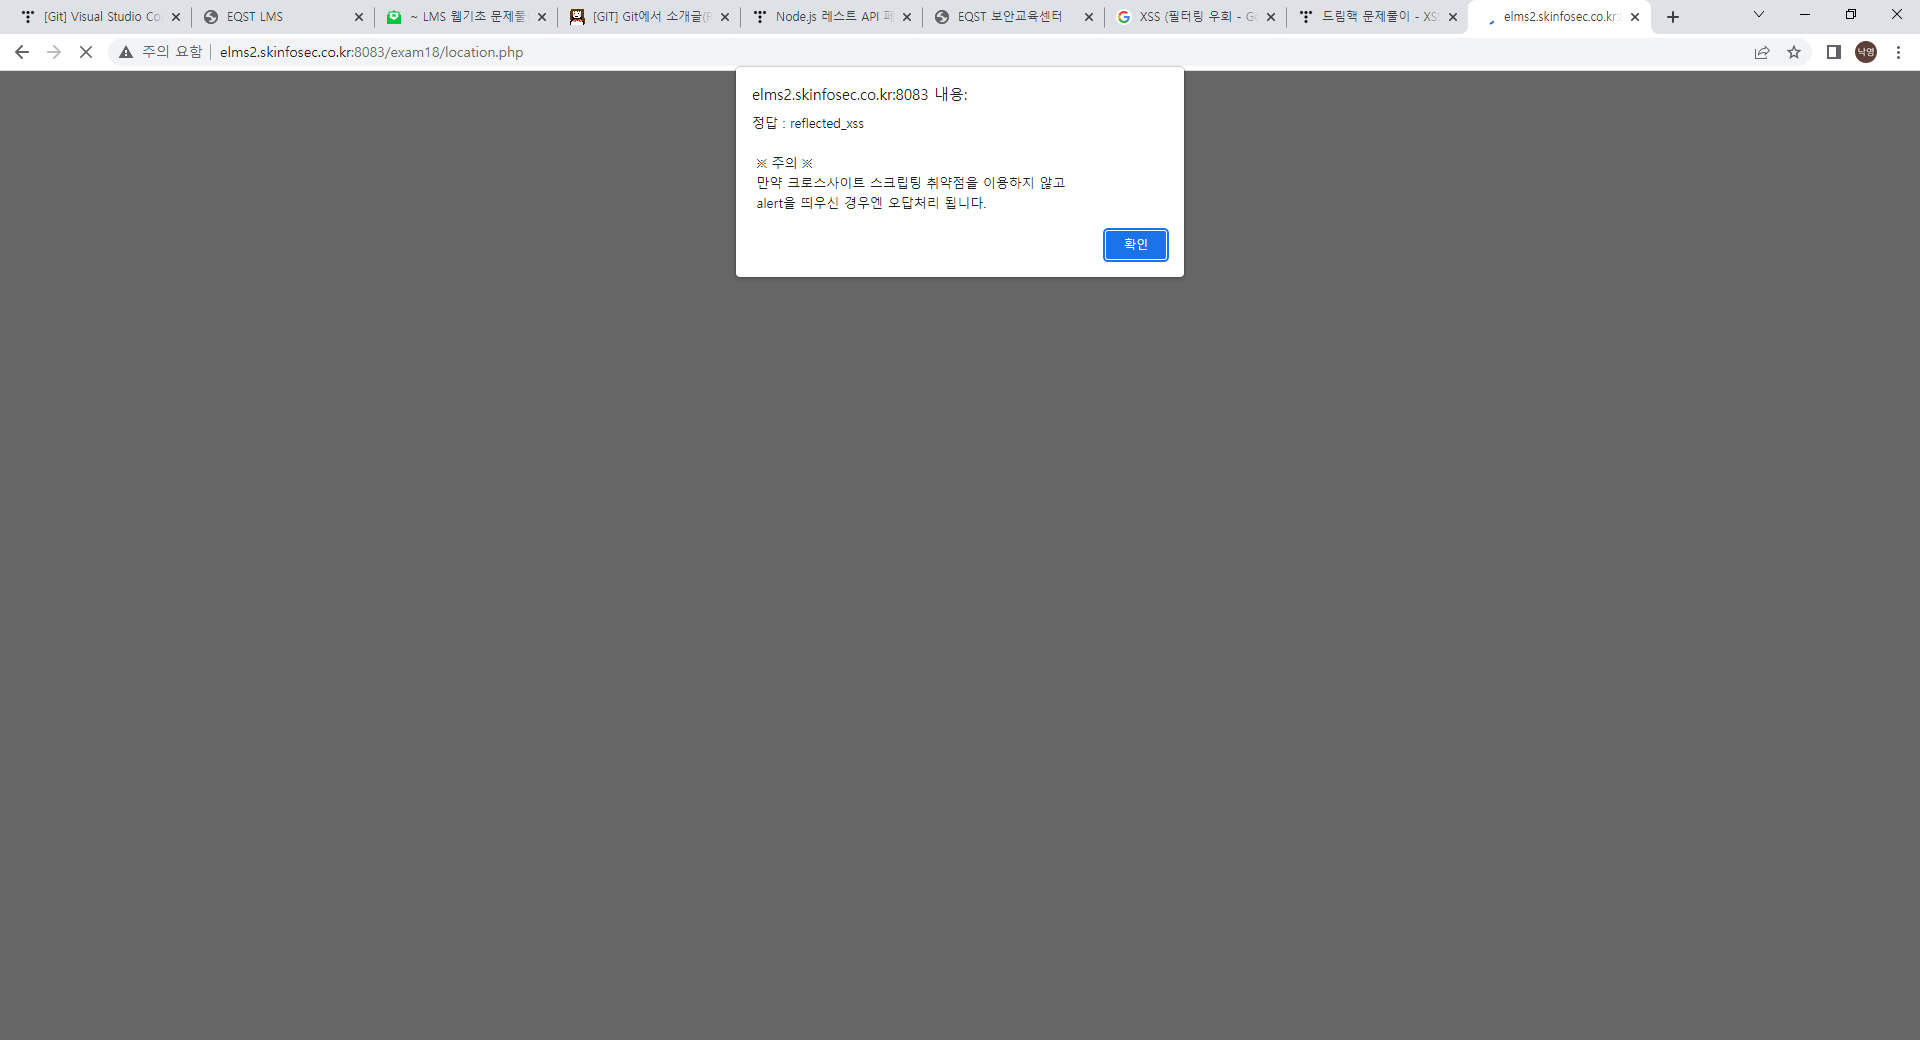 [Git] Visual Studio Co
EQST LMS
~ LMS 웹기초 문제풀
[GIT] Git에서 소개글(R
Node.js 레스트 API 파
EQST 보안교육센터
XSS (필터링 우회 - Go
드림핵 문제풀이 - XS
elms2.skinfosec.co.kr:
주의 요함
elms2.skinfosec.co.kr:8083/exam18/location.php
낙영
elms2.skinfosec.co.kr:8083 내용:
정답 : reflected_xss
※ 주의 ※
만약 크로스사이트 스크립팅 취약점을 이용하지 않고
alert을 띄우신 경우엔 오답처리 됩니다.
확인